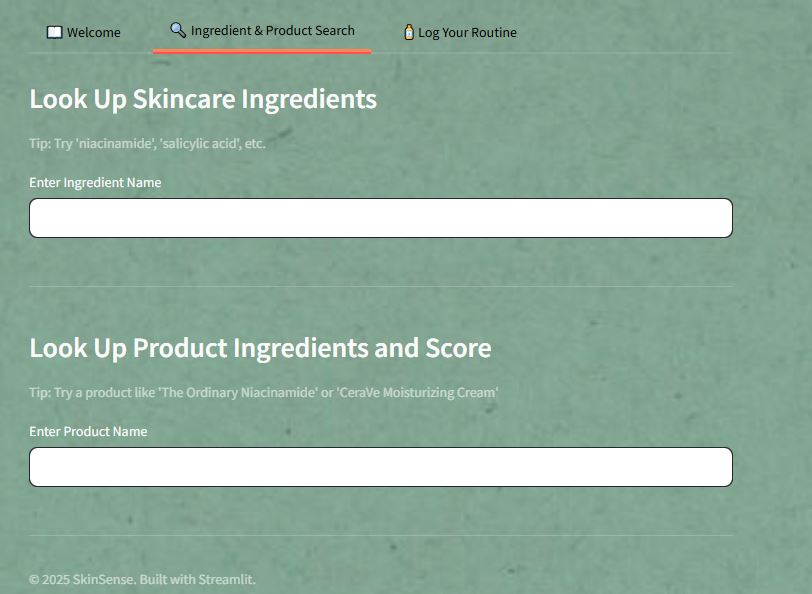 Welcome
Ingredient & Product Search
Log Your Routine
Look Up Skincare Ingredients
Tip: Try 'niacinamide', 'salicylic acid', etc.
Enter Ingredient Name
Look Up Product Ingredients and Score
Tip: Try a product like 'The Ordinary Niacinamide' or 'CeraVe Moisturizing Cream'
Enter Product Name
© 2025 SkinSense. Built with Streamlit.